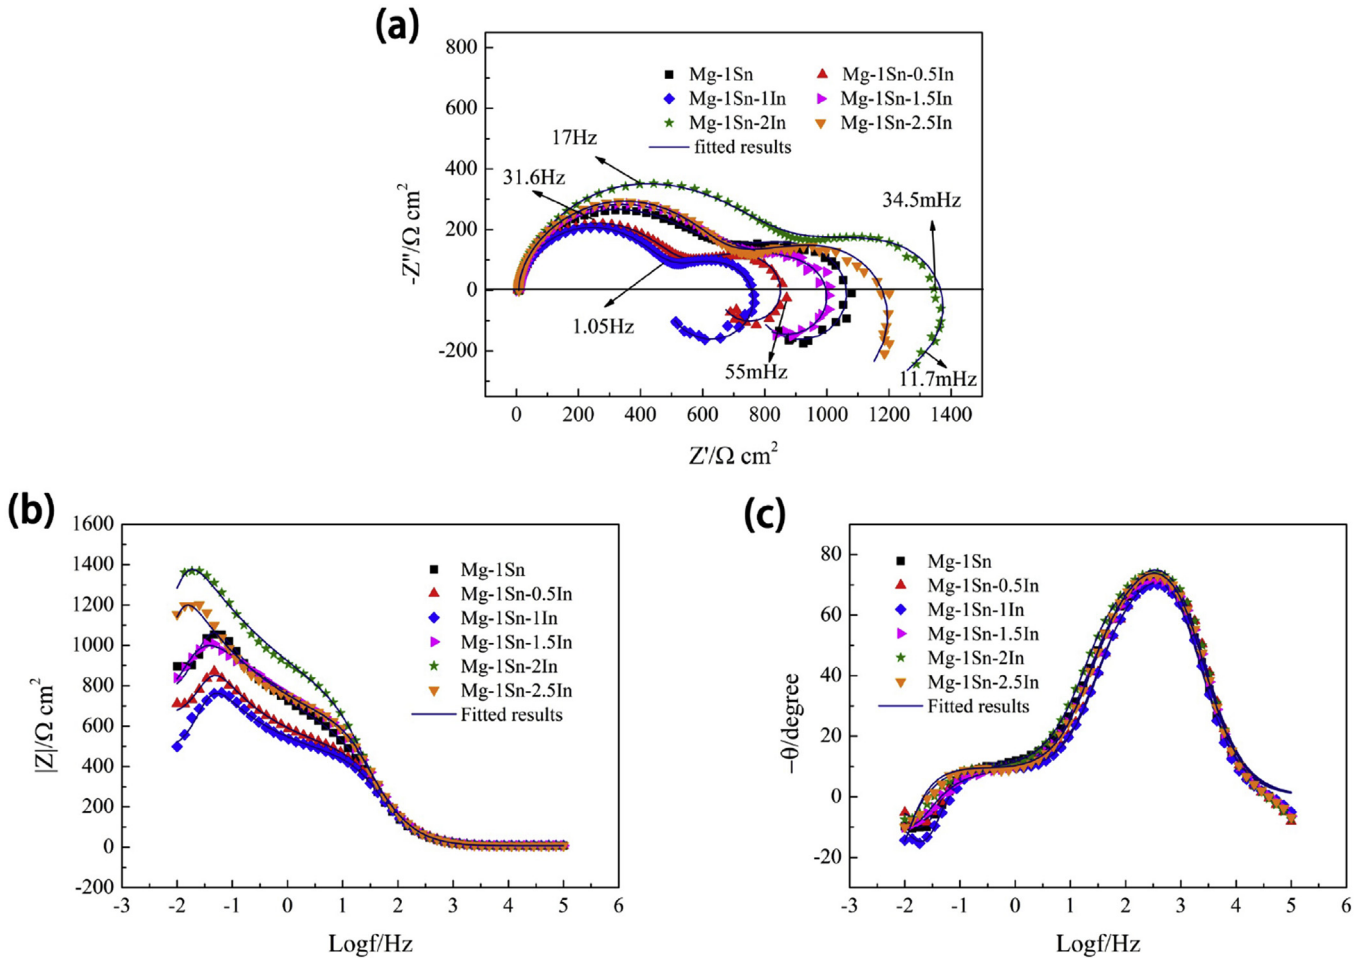 (a)
800
600
400
200
0
-200
-Z''/Ω cm²
Mg-1Sn
Mg-1Sn-0.5In
Mg-1Sn-1In
Mg-1Sn-1.5In
Mg-1Sn-2In
Mg-1Sn-2.5In
fitted results
17Hz
31.6Hz
34.5mHz
1.05Hz
55mHz
11.7mHz
0 200 400 600 800 1000 1200 1400
Z'/Ω cm²
(b)
1600
1400
1200
1000
800
600
400
200
0
-200
|Z|/Ω cm²
Mg-1Sn
Mg-1Sn-0.5In
Mg-1Sn-1In
Mg-1Sn-1.5In
Mg-1Sn-2In
Mg-1Sn-2.5In
Fitted results
-3 -2 -1 0 1 2 3 4 5 6
Logf/Hz
(c)
80
60
40
20
0
-20
−θ/degree
Mg-1Sn
Mg-1Sn-0.5In
Mg-1Sn-1In
Mg-1Sn-1.5In
Mg-1Sn-2In
Mg-1Sn-2.5In
Fitted results
-3 -2 -1 0 1 2 3 4 5 6
Logf/Hz